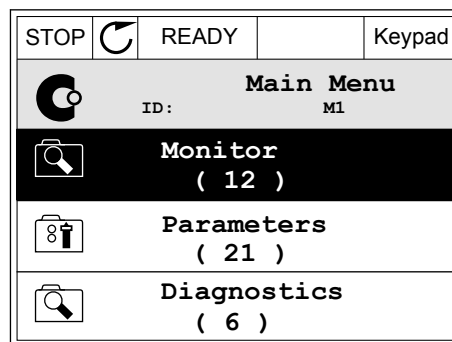 STOP READY Keypad
Main Menu
ID: M1
Monitor
( 12 )
Parameters
( 21 )
Diagnostics
( 6 )